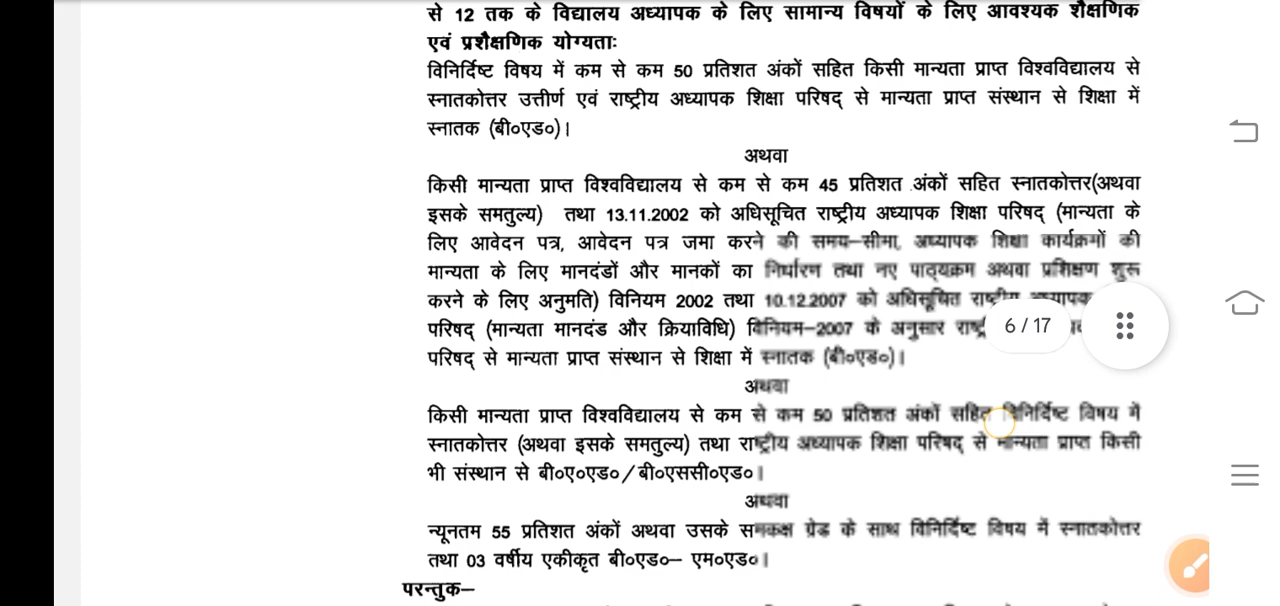 से 12 तक के विद्यालय अध्यापक के लिए सामान्य विषयों के लिए आवश्यक शैक्षणिक
एवं प्रशैक्षणिक योग्यताः
विनिर्दिष्ट विषय में कम से कम 50 प्रतिशत अंकों सहित किसी मान्यता प्राप्त विश्वविद्यालय से
स्नातकोत्तर उत्तीर्ण एवं राष्ट्रीय अध्यापक शिक्षा परिषद् से मान्यता प्राप्त संस्थान से शिक्षा में
स्नातक (बी०एड०)।
अथवा
किसी मान्यता प्राप्त विश्वविद्यालय से कम से कम 45 प्रतिशत अंकों सहित स्नातकोत्तर(अथवा
इसके समतुल्य) तथा 13.11.2002 को अधिसूचित राष्ट्रीय अध्यापक शिक्षा परिषद् (मान्यता के
लिए आवेदन पत्र, आवेदन पत्र जमा करने की समय–सीमा, अध्यापक शिक्षा कार्यक्रमों की
मान्यता के लिए मानदंडों और मानकों का निर्धारण तथा नए पाठ्यक्रम अथवा प्रशिक्षण शुरू
करने के लिए अनुमति) विनियम 2002 तथा 10.12.2007 को अधिसूचित
परिषद् (मान्यता मानदंड और क्रियाविधि) विनियम–2007 के अनुसार 6 / 17
परिषद् से मान्यता प्राप्त संस्थान से शिक्षा में स्नातक (बी०एड०)।
अथवा
किसी मान्यता प्राप्त विश्वविद्यालय से कम से कम 50 प्रतिशत अंकों सहित विनिर्दिष्ट विषय में
स्नातकोत्तर (अथवा इसके समतुल्य) तथा राष्ट्रीय अध्यापक शिक्षा परिषद् से मान्यता प्राप्त किसी
भी संस्थान से बी०ए०एड०/बी०एससी०एड०।
अथवा
न्यूनतम 55 प्रतिशत अंकों अथवा उसके समकक्ष ग्रेड के साथ विनिर्दिष्ट विषय में स्नातकोत्तर
तथा 03 वर्षीय एकीकृत बी०एड०– एम०एड०।
परन्तुक–